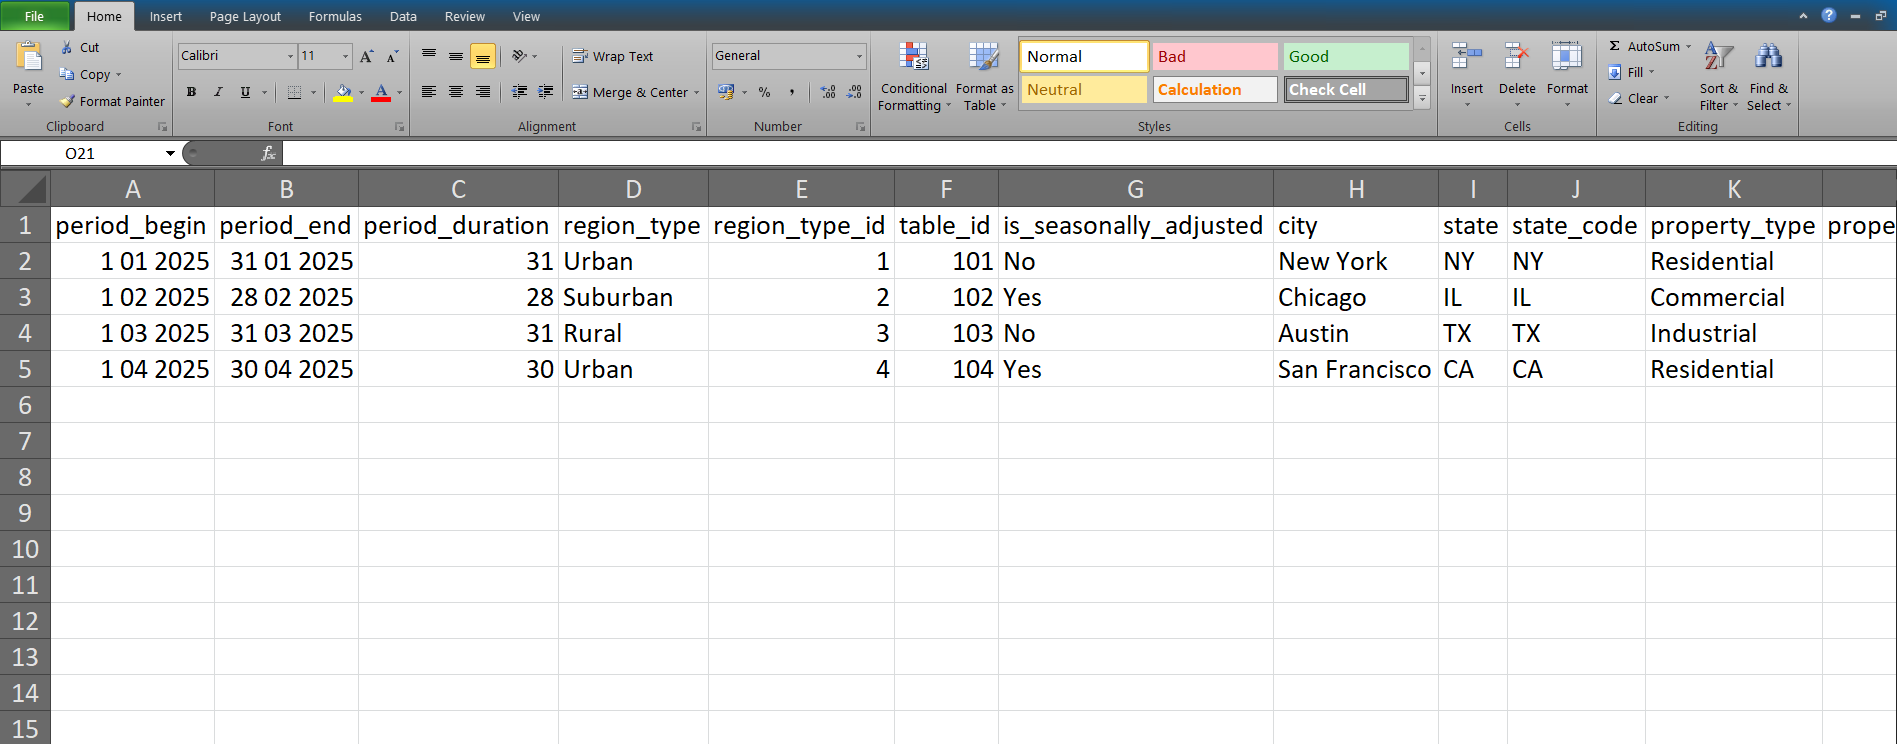 File Home Insert Page Layout Formulas Data Review View
Paste Cut Copy Format Painter Clipboard
Calibri 11 A A B I U A Font
Wrap Text Merge & Center Alignment
General % , .00 .00 Number
Conditional Formatting Format as Table Normal Bad Good Neutral Calculation Check Cell Styles
Insert Delete Format Cells
Σ AutoSum Fill Clear Sort & Filter Find & Select Editing
O21 fx
A B C D E F G H I J K
1 period_begin period_end period_duration region_type region_type_id table_id is_seasonally_adjusted city state state_code property_type prope
2 1 01 2025 31 01 2025 31 Urban 1 101 No New York NY NY Residential
3 1 02 2025 28 02 2025 28 Suburban 2 102 Yes Chicago IL IL Commercial
4 1 03 2025 31 03 2025 31 Rural 3 103 No Austin TX TX Industrial
5 1 04 2025 30 04 2025 30 Urban 4 104 Yes San Francisco CA CA Residential
6
7
8
9
10
11
12
13
14
15